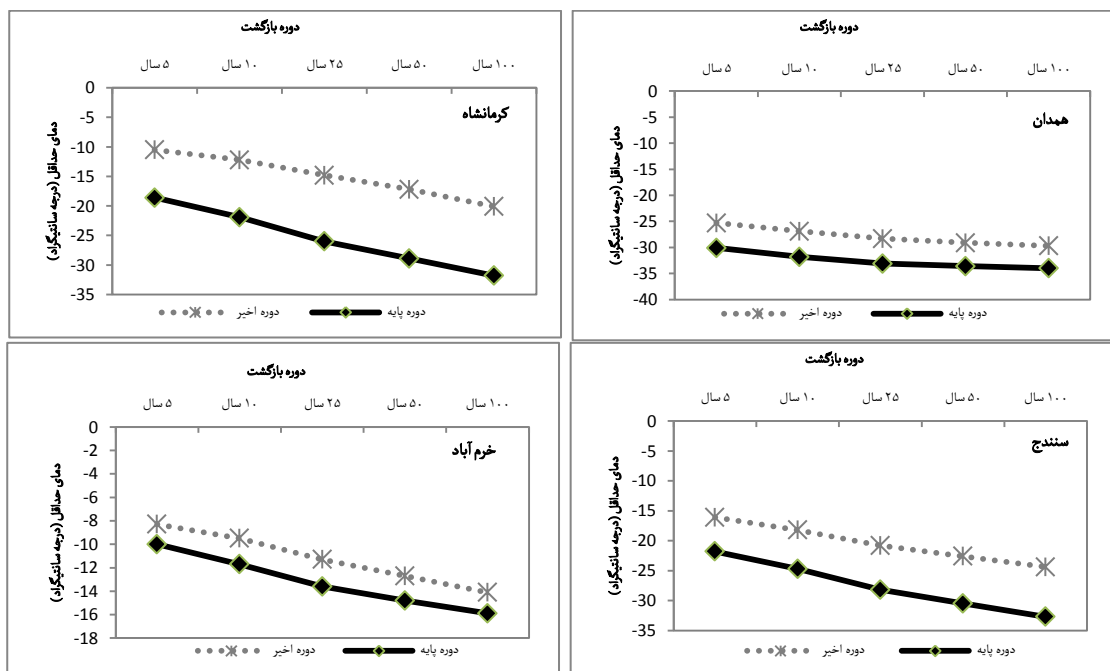 دوره بازگشت
۵ سال ۱۰ سال ۲۵ سال ۵۰ سال ۱۰۰ سال
0
-5
-10
-15
-20
-25
-30
-35
دمای حداقل (درجه سانتیگراد)
کرمانشاه
دوره اخیر دوره پایه
دوره بازگشت
۵ سال ۱۰ سال ۲۵ سال ۵۰ سال ۱۰۰ سال
0
-5
-10
-15
-20
-25
-30
-35
-40
دمای حداقل (درجه سانتیگراد)
همدان
دوره اخیر دوره پایه
دوره بازگشت
۵ سال ۱۰ سال ۲۵ سال ۵۰ سال ۱۰۰ سال
0
-2
-4
-6
-8
-10
-12
-14
-16
-18
دمای حداقل (درجه سانتیگراد)
خرم آباد
دوره اخیر دوره پایه
دوره بازگشت
۵ سال ۱۰ سال ۲۵ سال ۵۰ سال ۱۰۰ سال
0
-5
-10
-15
-20
-25
-30
-35
دمای حداقل (درجه سانتیگراد)
سنندج
دوره اخیر دوره پایه